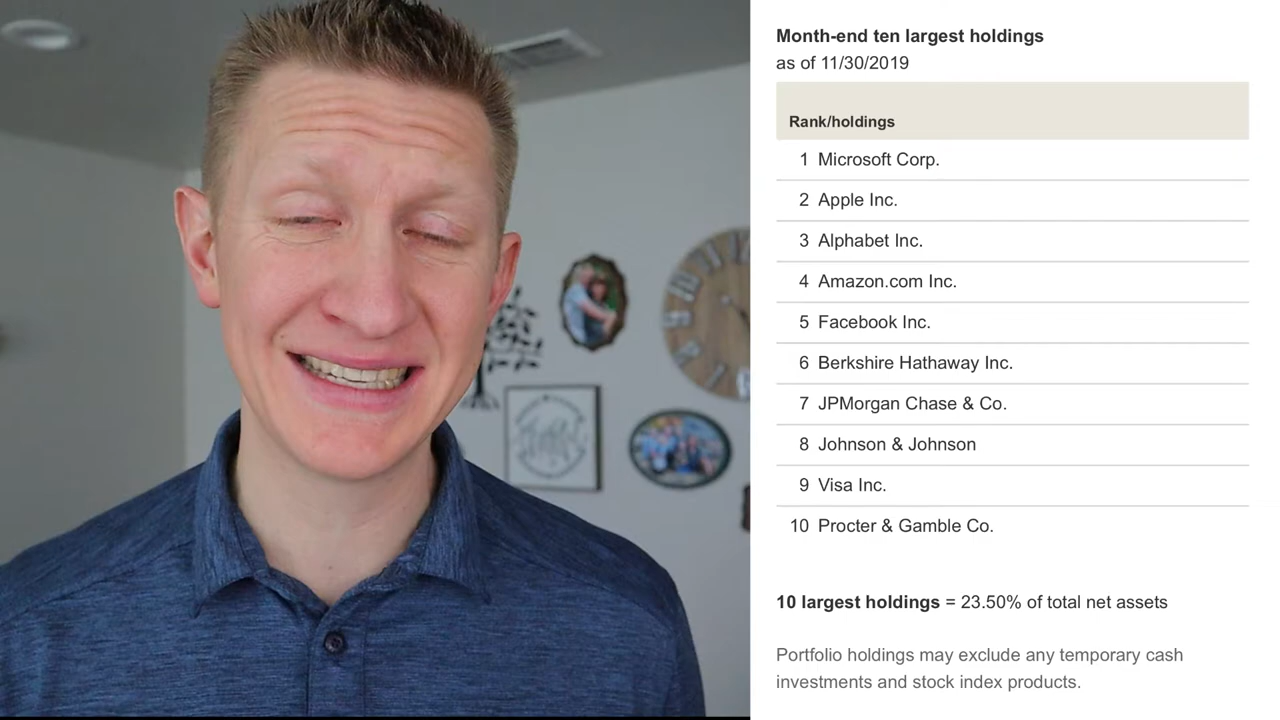 Month-end ten largest holdings
as of 11/30/2019
Rank/holdings
1 Microsoft Corp.
2 Apple Inc.
3 Alphabet Inc.
4 Amazon.com Inc.
5 Facebook Inc.
6 Berkshire Hathaway Inc.
7 JPMorgan Chase & Co.
8 Johnson & Johnson
9 Visa Inc.
10 Procter & Gamble Co.
10 largest holdings = 23.50% of total net assets
Portfolio holdings may exclude any temporary cash
investments and stock index products.